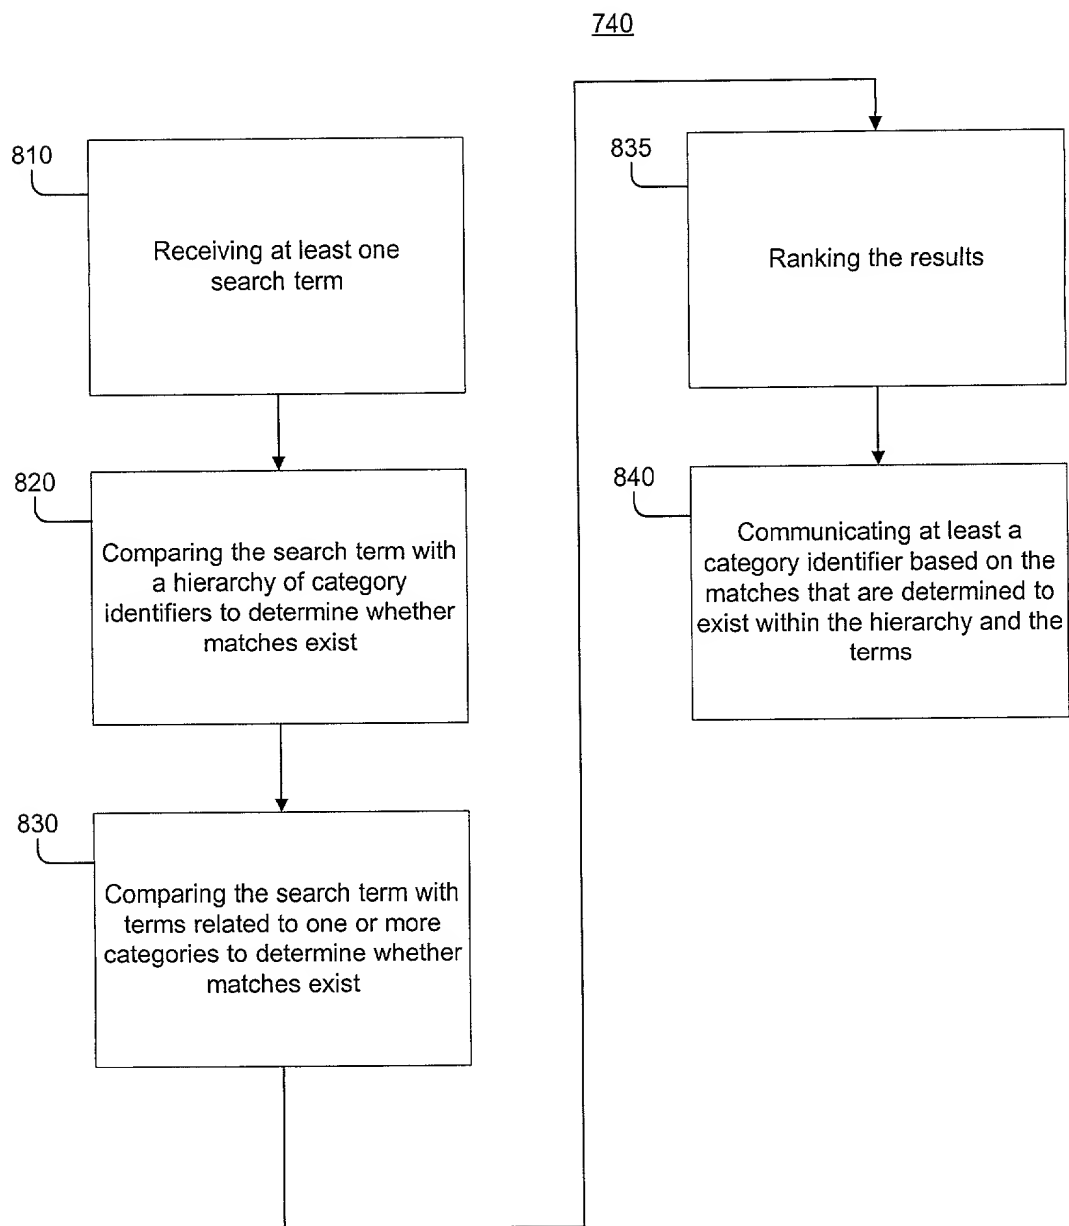 740
810
Receiving at least one
search term
820
Comparing the search term with
a hierarchy of category
identifiers to determine whether
matches exist
830
Comparing the search term with
terms related to one or more
categories to determine whether
matches exist
835
Ranking the results
840
Communicating at least a
category identifier based on the
matches that are determined to
exist within the hierarchy and the
terms